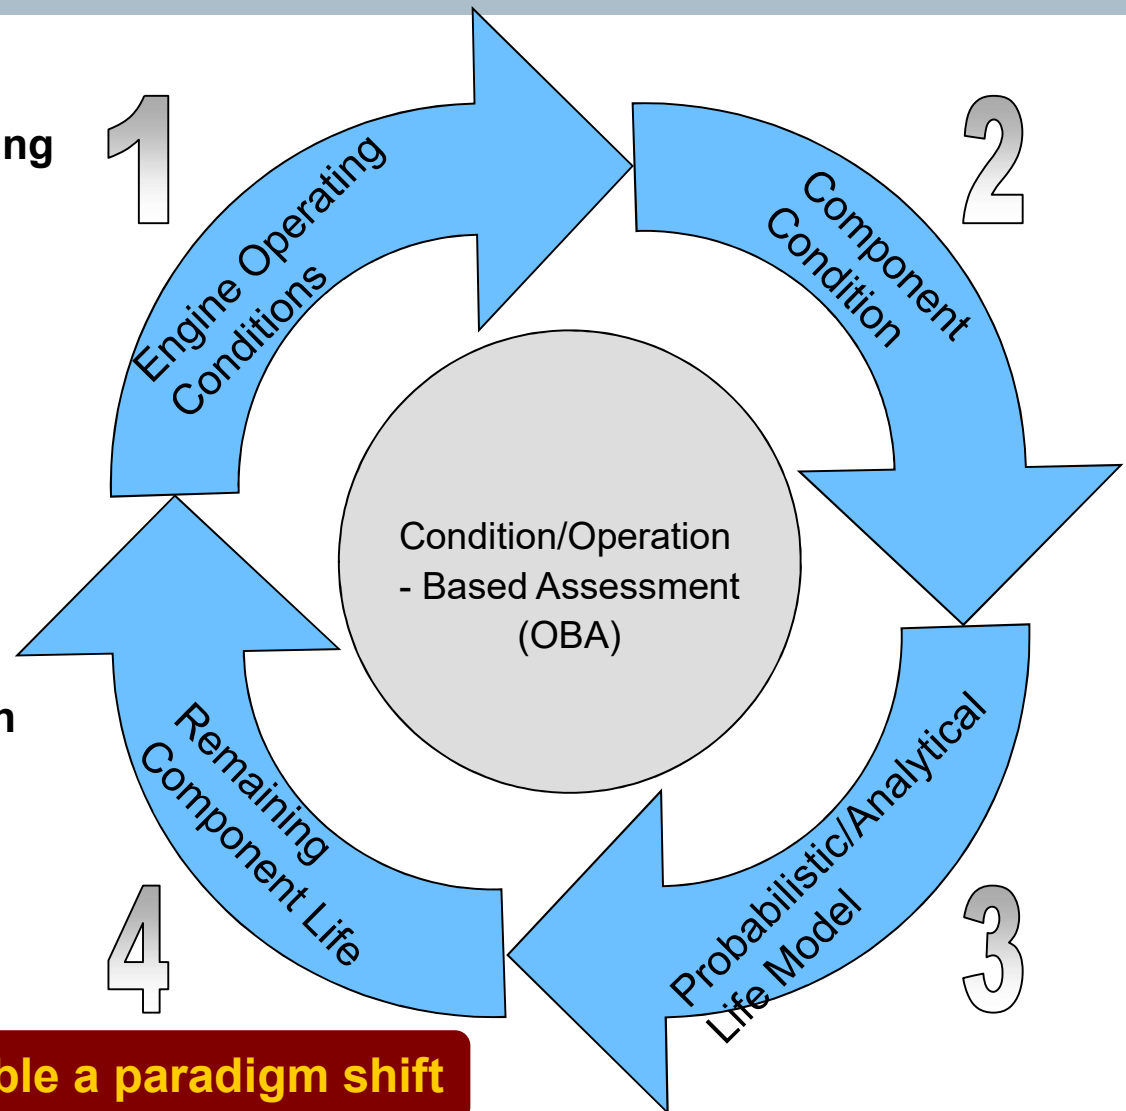 1
ng
Engine Operating
Conditions
2
Component
Condition
Condition/Operation
- Based Assessment
(OBA)
3
Probabilistic/Analytical
Life Model
n
4
Remaining
Component Life
ble a paradigm shift